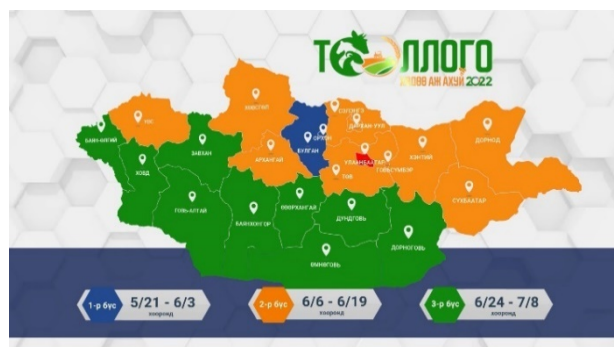 ТООЛЛОГО
ХӨДӨӨ АЖ АХУЙ 2022
ХӨВСГӨЛ
УВС
БАЯН-ӨЛГИЙ
ХОВД
ЗАВХАН
АРХАНГАЙ
БУЛГАН
ОРХОН
СЭЛЭНГЭ
ДАРХАН УУЛ
УЛААНБААТАР
ТӨВ
ГОВЬСҮМБЭР
ХЭНТИЙ
ДОРНОД
СҮХБААТАР
ГОВЬ-АЛТАЙ
БАЯНХОНГОР
ӨВӨРХАНГАЙ
ДУНДГОВЬ
ДОРНОГОВЬ
ӨМНӨГОВЬ
1-р бүс 5/21 - 6/3 хооронд
2-р бүс 6/6 - 6/19 хооронд
3-р бүс 6/24 - 7/8 хооронд